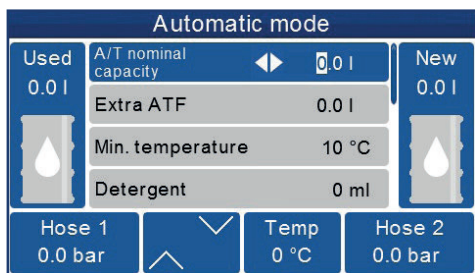 Automatic mode
Used
0.0 l
A/T nominal
capacity
0.0 l
New
0.0 l
Extra ATF
0.0 l
Min. temperature
10 °C
Detergent
0 ml
Hose 1
0.0 bar
Temp
0 °C
Hose 2
0.0 bar